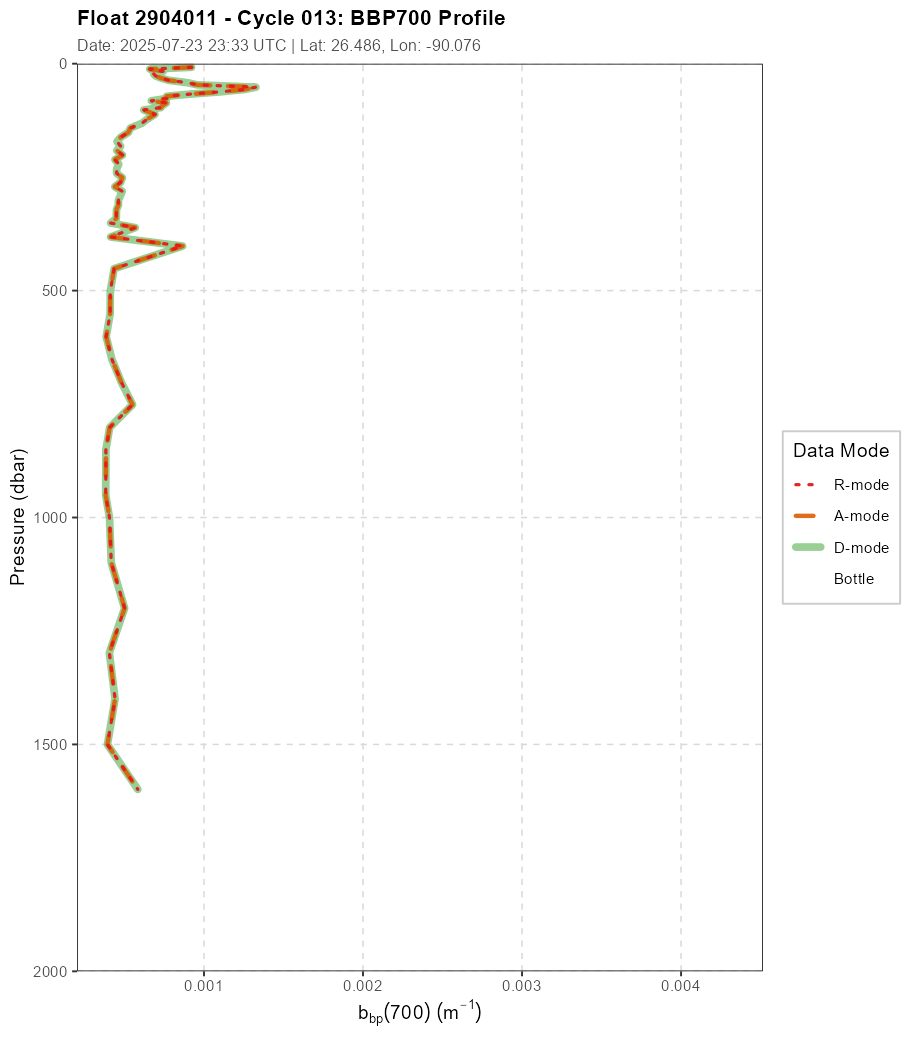 Float 2904011 - Cycle 013: BBP700 Profile
Date: 2025-07-23 23:33 UTC | Lat: 26.486, Lon: -90.076
0
500
1000
1500
2000
Pressure (dbar)
0.001 0.002 0.003 0.004
b_bp(700) (m⁻¹)
Data Mode
R-mode
A-mode
D-mode
Bottle